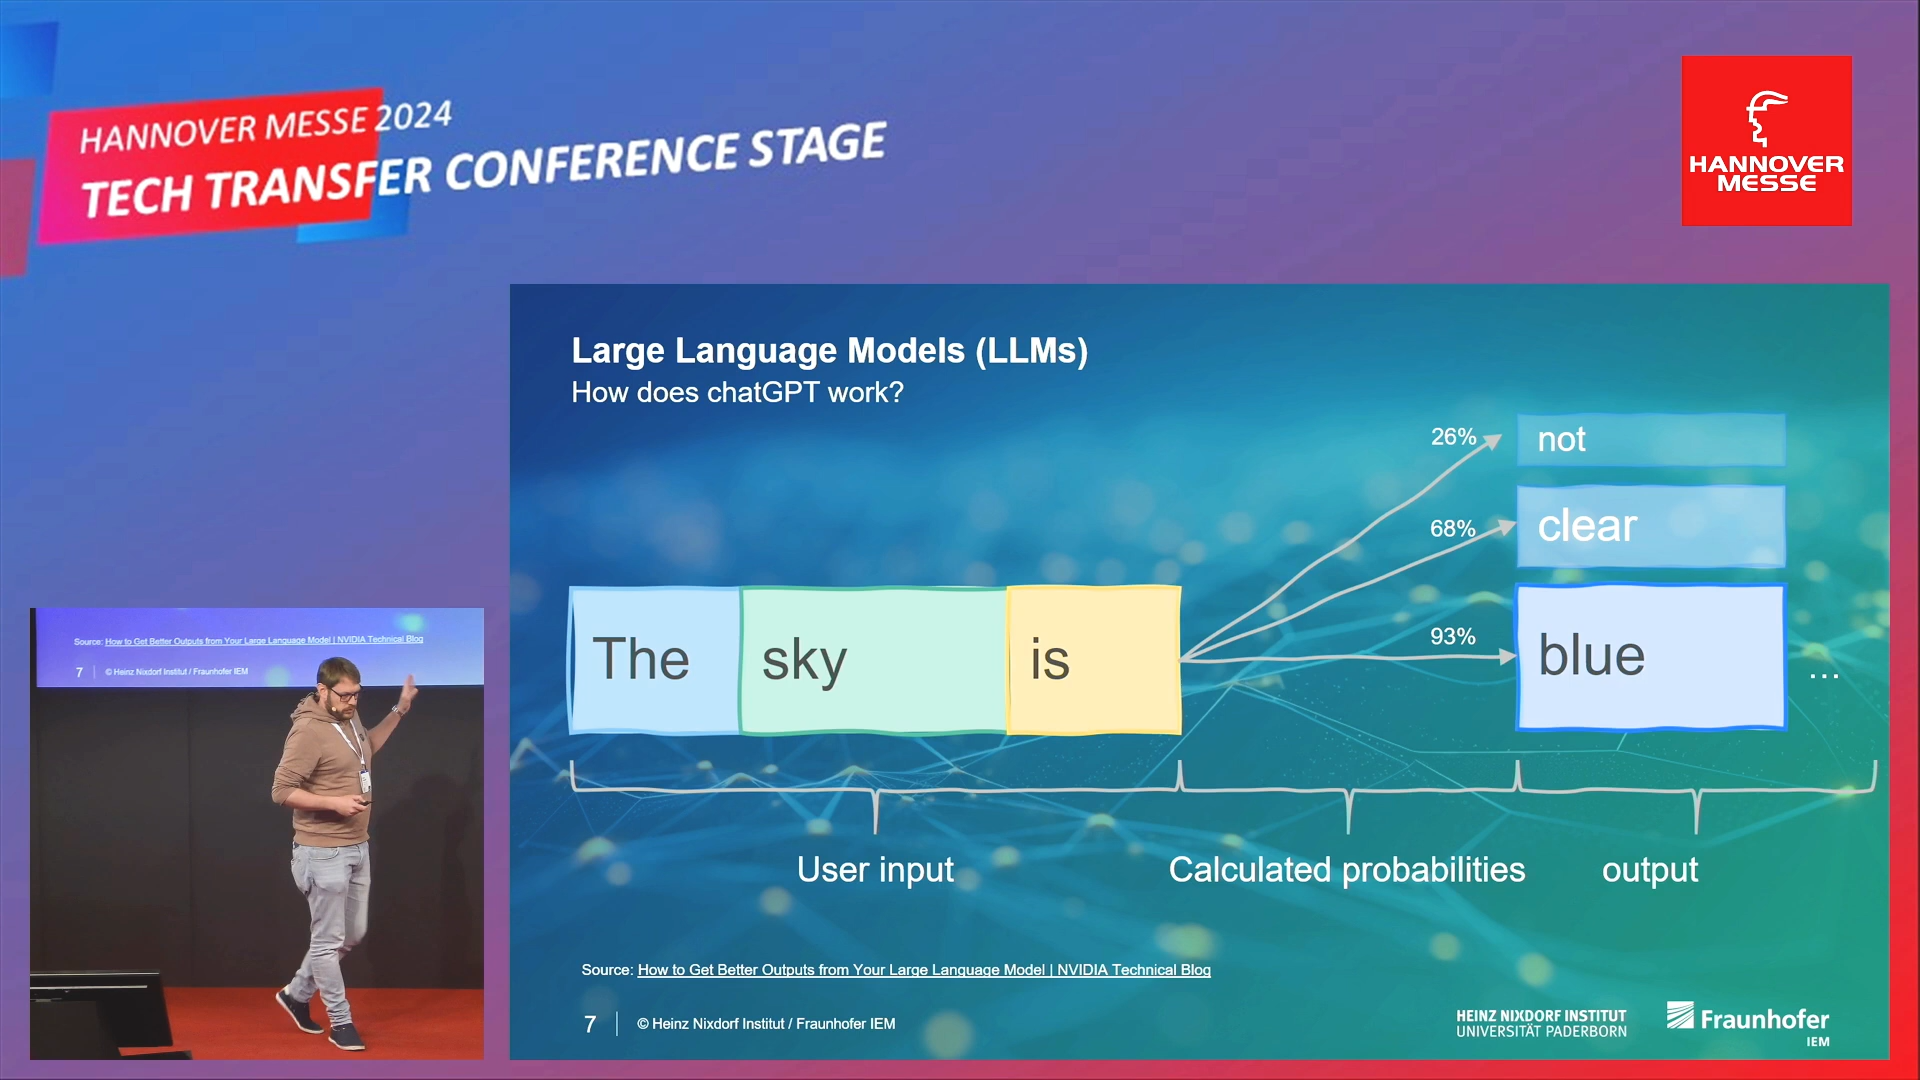 HANNOVER MESSE 2024
TECH TRANSFER CONFERENCE STAGE
HANNOVER
MESSE
Large Language Models (LLMs)
How does chatGPT work?
26%
not
68%
clear
93%
The
sky
is
blue
...
User input
Calculated probabilities
output
Source: How to Get Better Outputs from Your Large Language Model | NVIDIA Technical Blog
7
© Heinz Nixdorf Institut / Fraunhofer IEM
HEINZ NIXDORF INSTITUT
UNIVERSITÄT PADERBORN
Fraunhofer
IEM
Source: How to Get Better Outputs from Your Large Language Model | NVIDIA Technical Blog
7
© Heinz Nixdorf Institut / Fraunhofer IEM